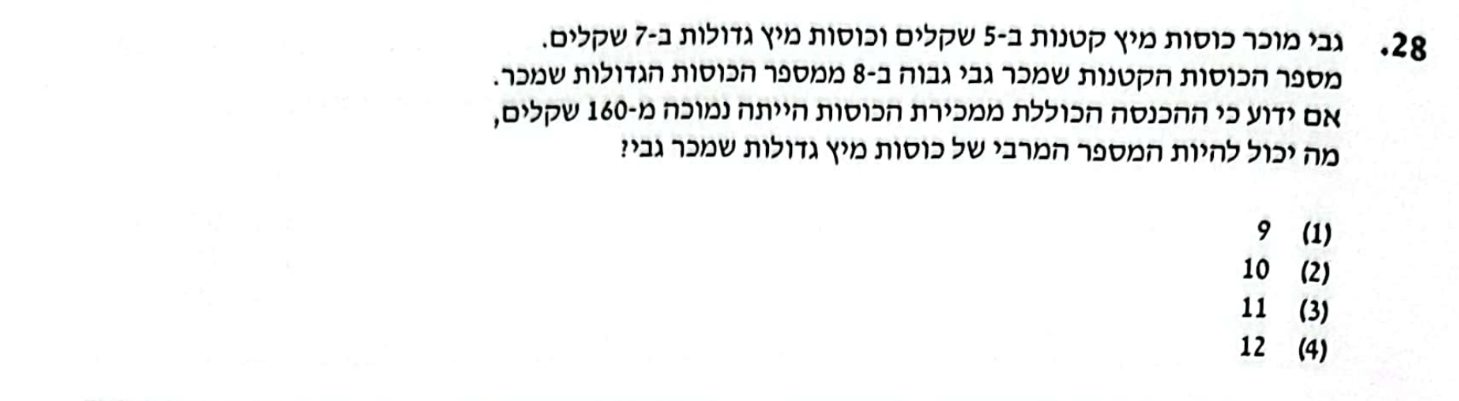 28. גבי מוכר כוסות מיץ קטנות ב-5 שקלים וכוסות מיץ גדולות ב-7 שקלים.
מספר הכוסות הקטנות שמכר גבי גבוה ב-8 ממספר הכוסות הגדולות שמכר.
אם ידוע כי ההכנסה הכוללת ממכירת הכוסות הייתה נמוכה מ-160 שקלים,
מה יכול להיות המספר המרבי של כוסות מיץ גדולות שמכר גבי?
(1) 9
(2) 10
(3) 11
(4) 12